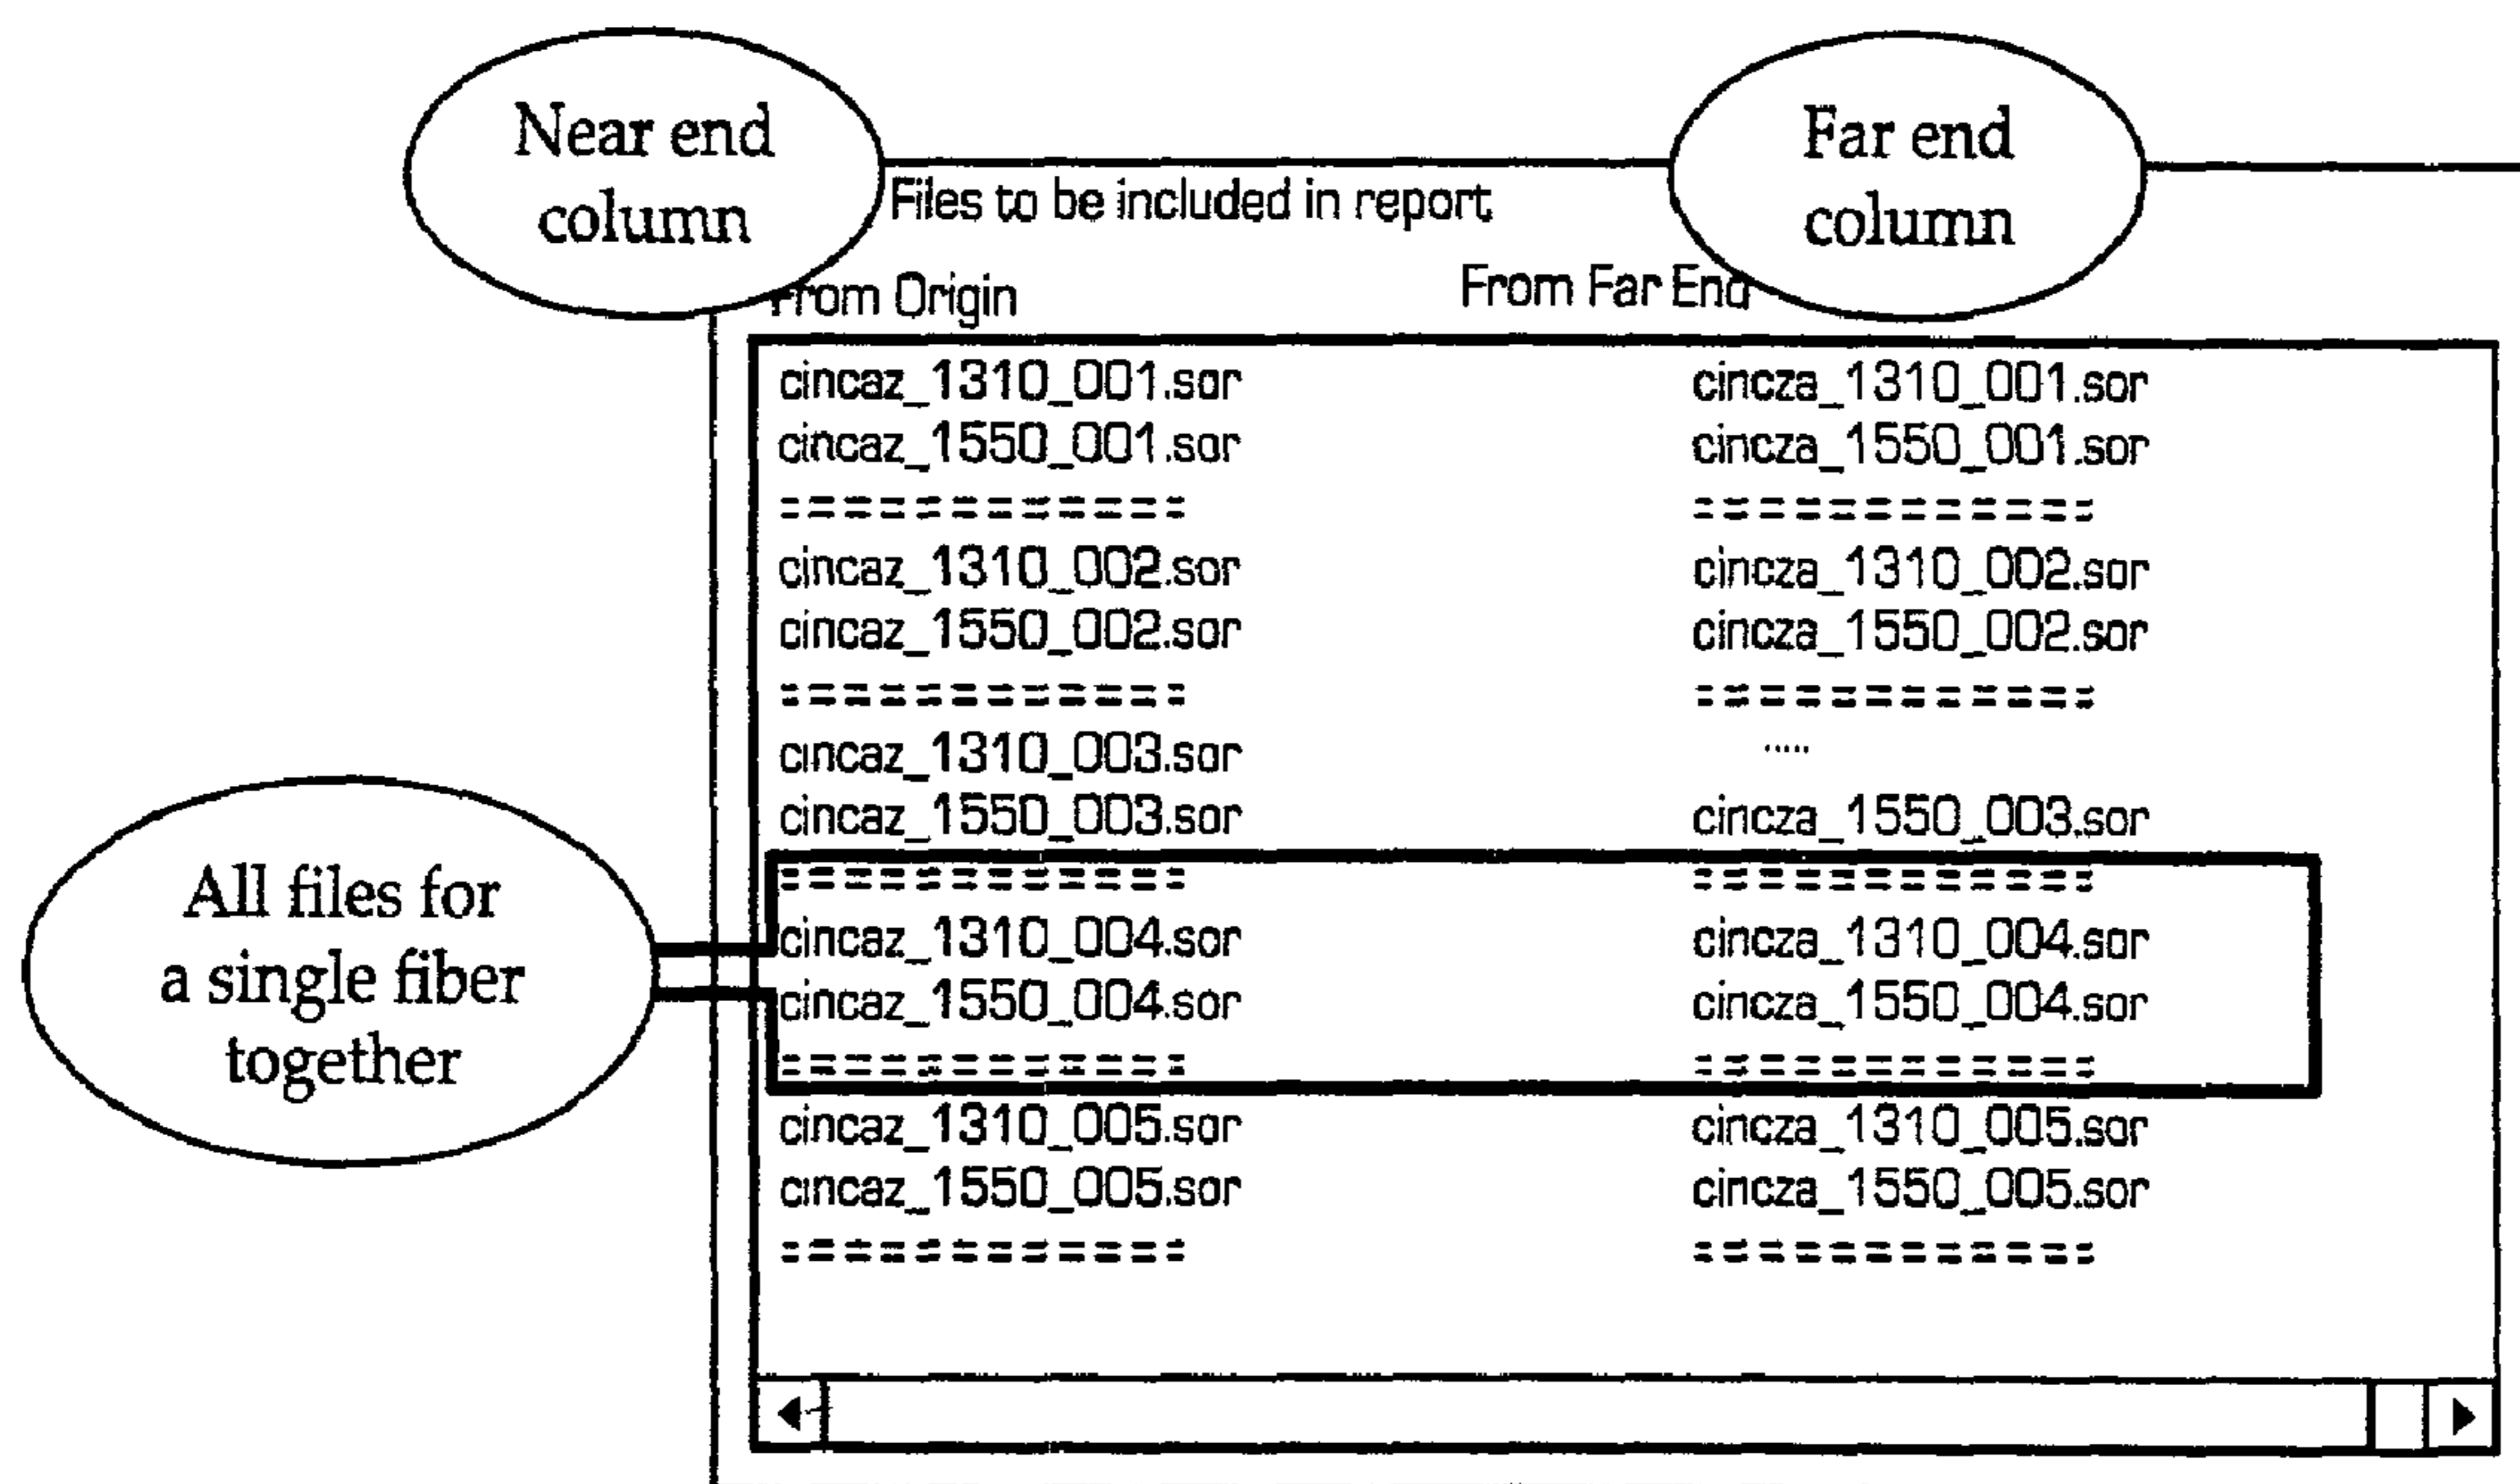 Near end
column
Far end
column
Files to be included in report
From Origin From Far End
cincaz_1310_001.sor cincza_1310_001.sor
cincaz_1550_001.sor cincza_1550_001.sor
============ ============
cincaz_1310_002.sor cincza_1310_002.sor
cincaz_1550_002.sor cincza_1550_002.sor
============ ============
cincaz_1310_003.sor .....
cincaz_1550_003.sor cincza_1550_003.sor
============ ============
cincaz_1310_004.sor cincza_1310_004.sor
cincaz_1550_004.sor cincza_1550_004.sor
============ ============
cincaz_1310_005.sor cincza_1310_005.sor
cincaz_1550_005.sor cincza_1550_005.sor
============ ============
All files for
a single fiber
together